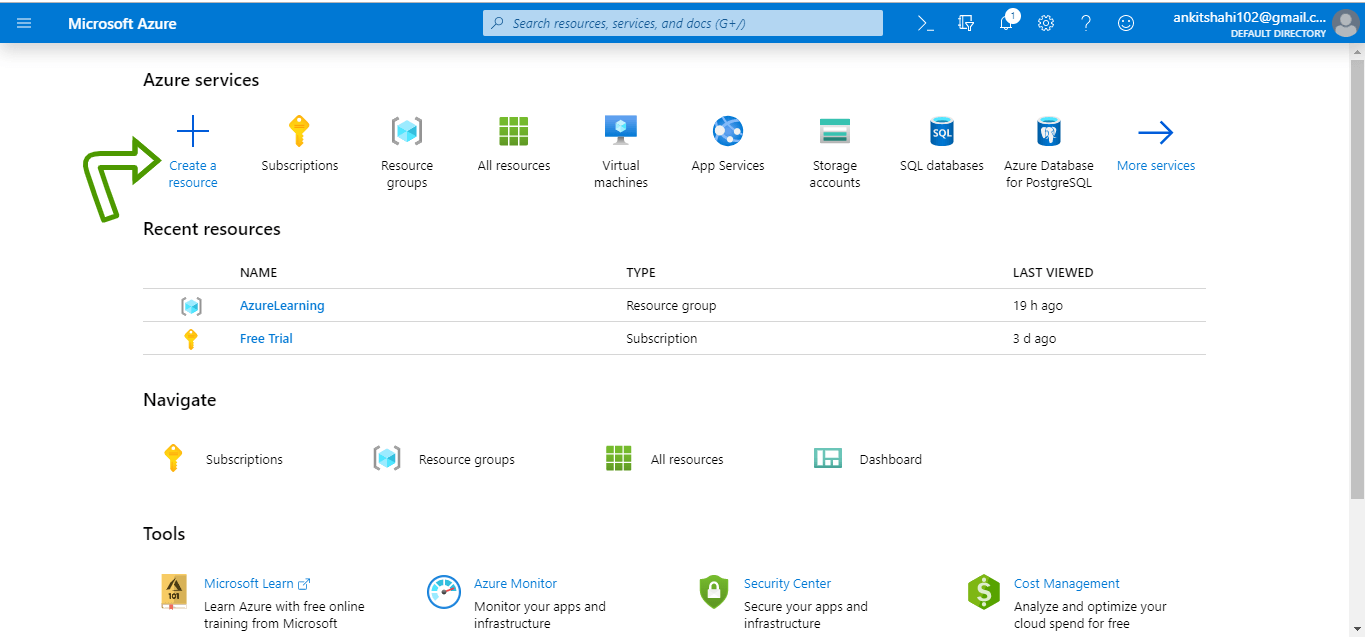 Microsoft Azure
Search resources, services, and docs (G+/)
1
ankitshahi102@gmail.c...
DEFAULT DIRECTORY
Azure services
Create a
resource
Subscriptions
Resource
groups
All resources
Virtual
machines
App Services
Storage
accounts
SQL
SQL databases
Azure Database
for PostgreSQL
More services
Recent resources
NAME TYPE LAST VIEWED
AzureLearning Resource group 19 h ago
Free Trial Subscription 3 d ago
Navigate
Subscriptions
Resource groups
All resources
Dashboard
Tools
101
Microsoft Learn
Learn Azure with free online
training from Microsoft
Azure Monitor
Monitor your apps and
infrastructure
Security Center
Secure your apps and
infrastructure
$
Cost Management
Analyze and optimize your
cloud spend for free